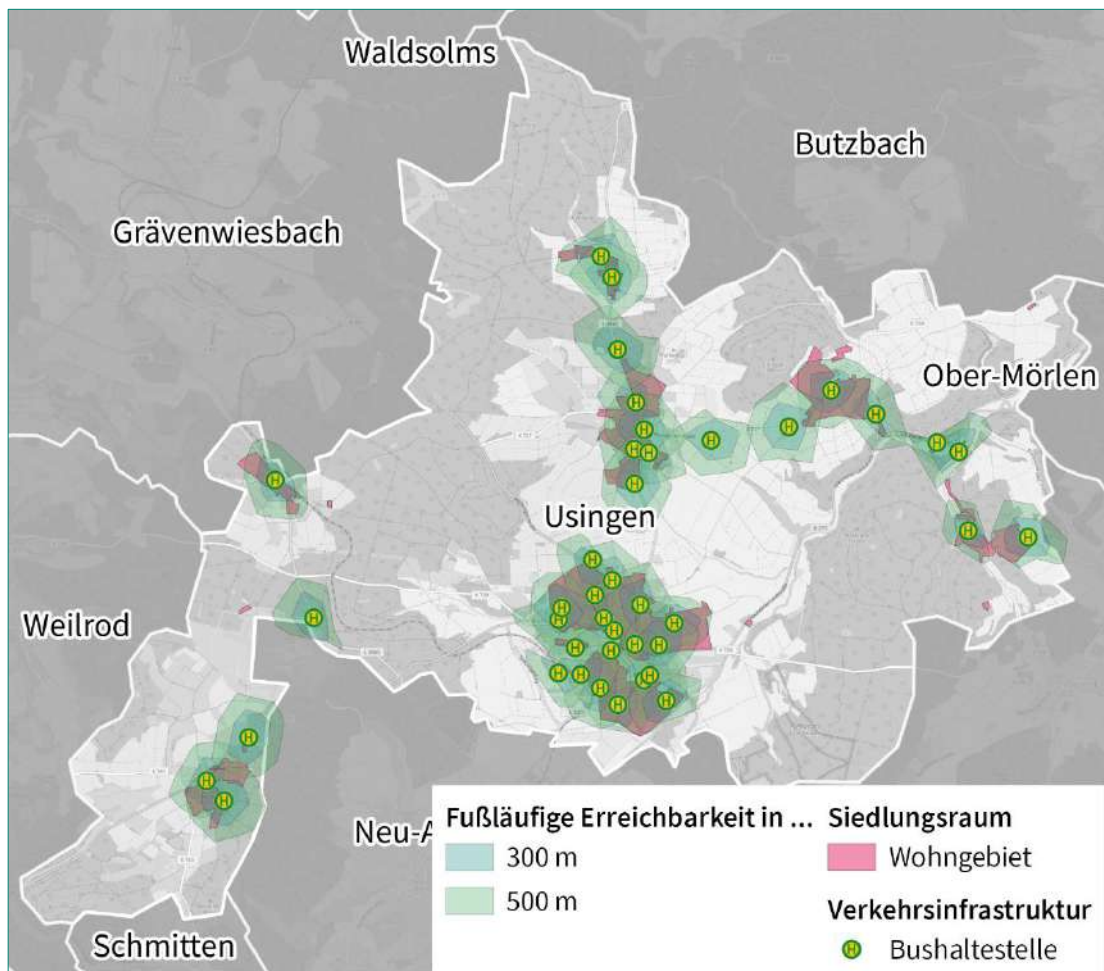 Waldsolms
Butzbach
Grävenwiesbach
Ober-Mörlen
Usingen
Weilrod
Neu-A
Schmitten
Fußläufige Erreichbarkeit in ...
300 m
500 m
Siedlungsraum
Wohngebiet
Verkehrsinfrastruktur
H Bushaltestelle